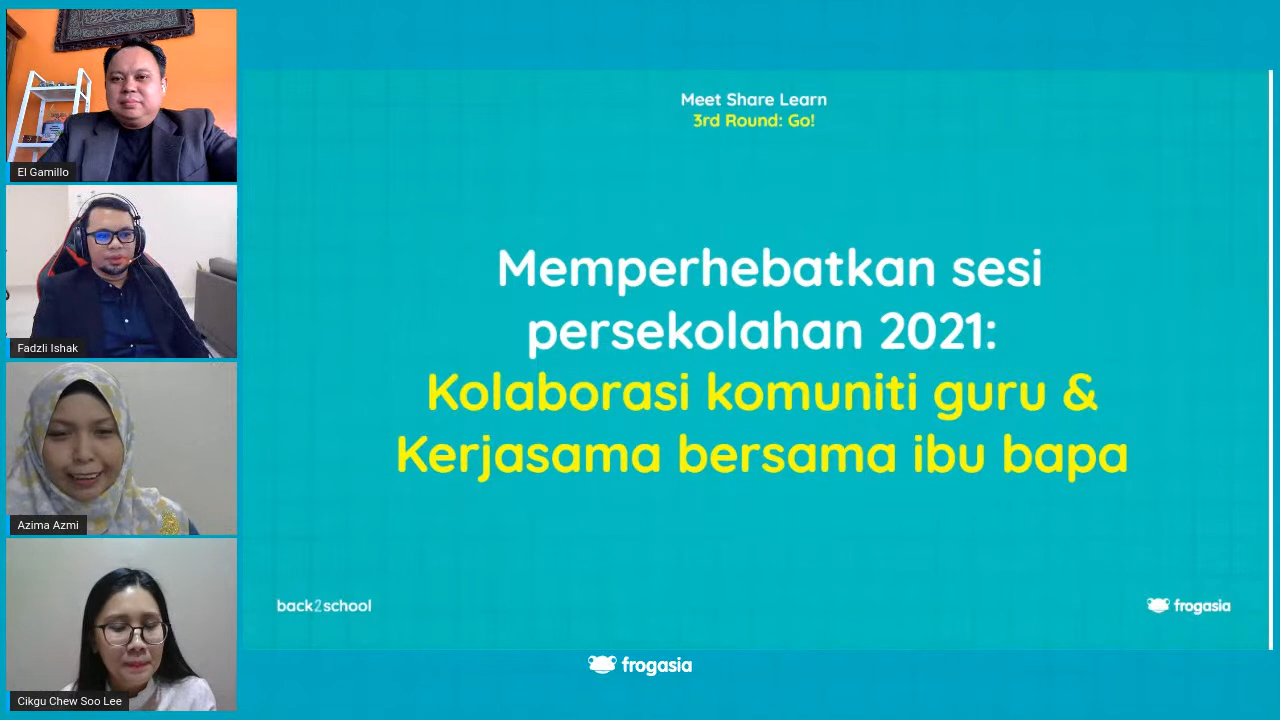 El Gamillo
Fadzli Ishak
Azima Azmi
Cikgu Chew Soo Lee
Meet Share Learn
3rd Round: Go!
Memperhebatkan sesi
persekolahan 2021:
Kolaborasi komuniti guru &
Kerjasama bersama ibu bapa
back2school
frogasia
frogasia